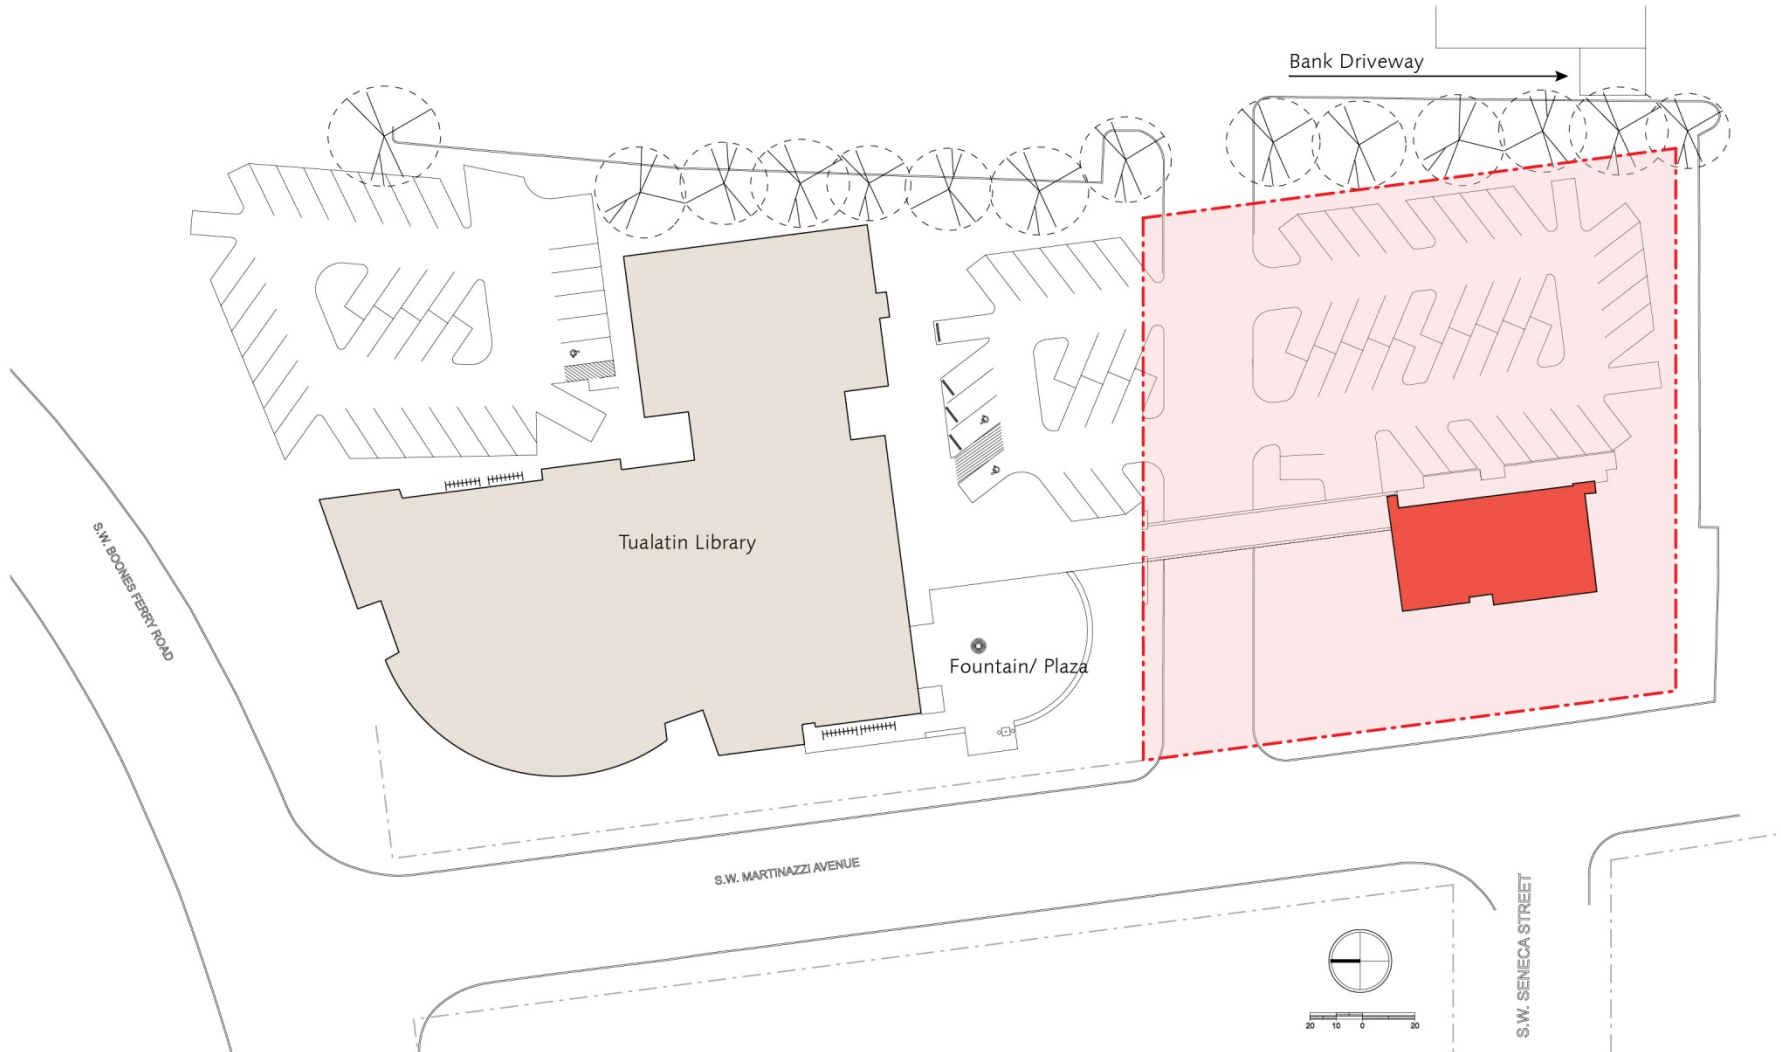 Bank Driveway
Tualatin Library
S.W. BOONES FERRY ROAD
Fountain/ Plaza
S.W. MARTINAZZI AVENUE
S.W. SENECA STREET
20 10 0 20